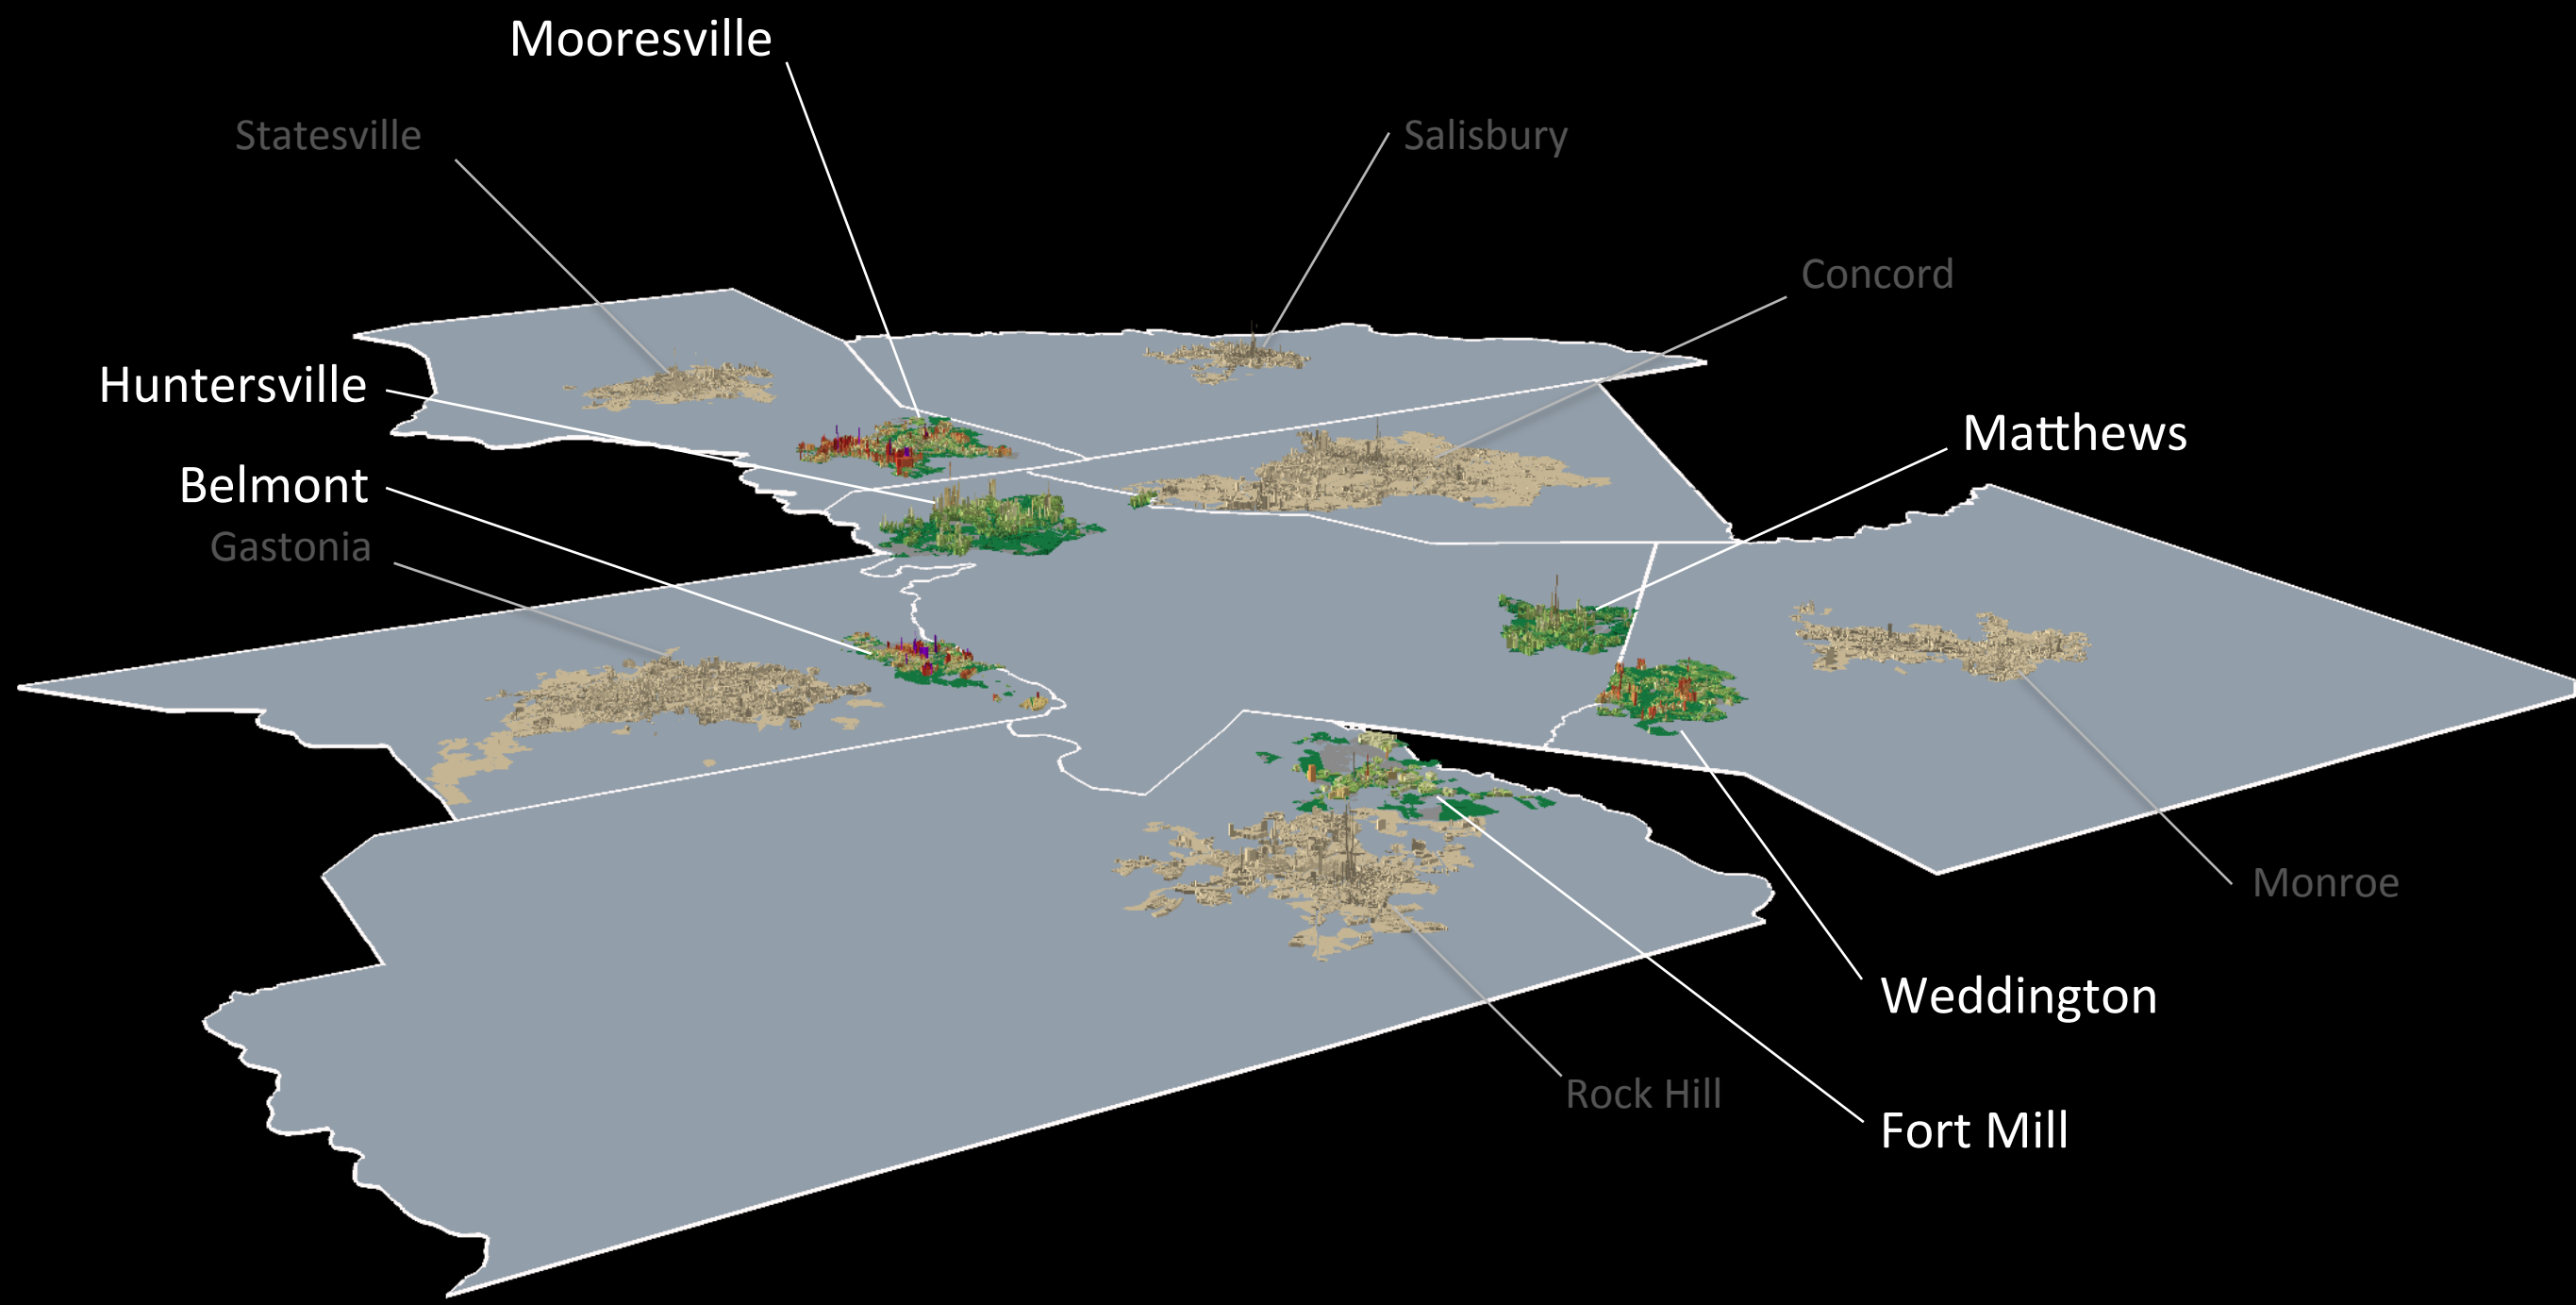 Mooresville
Statesville
Salisbury
Concord
Huntersville
Matthews
Belmont
Gastonia
Monroe
Weddington
Rock Hill
Fort Mill